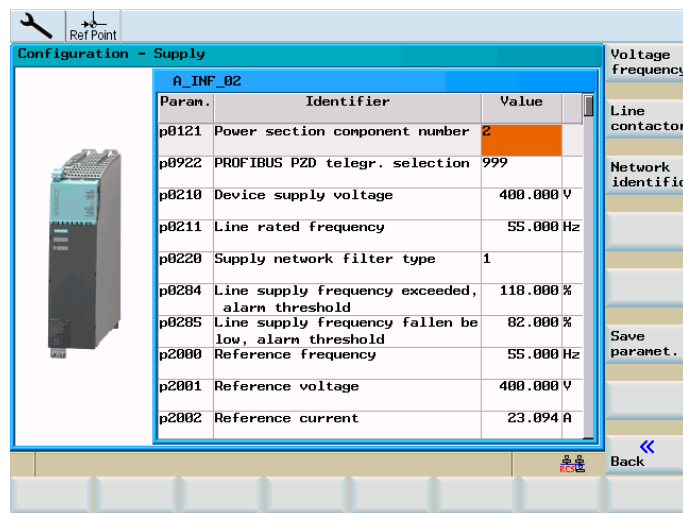 Ref Point
Configuration - Supply
A_INF_02
Param. Identifier Value
p0121 Power section component number 2
p0922 PROFIBUS PZD telegr. selection 999
p0210 Device supply voltage 400.000 V
p0211 Line rated frequency 55.000 Hz
p0220 Supply network filter type 1
p0284 Line supply frequency exceeded, 118.000 %
alarm threshold
p0285 Line supply frequency fallen be 82.000 %
low, alarm threshold
p2000 Reference frequency 55.000 Hz
p2001 Reference voltage 400.000 V
p2002 Reference current 23.094 A
Voltage
frequency
Line
contactor
Network
identific
Save
paramet.
Back
RCS